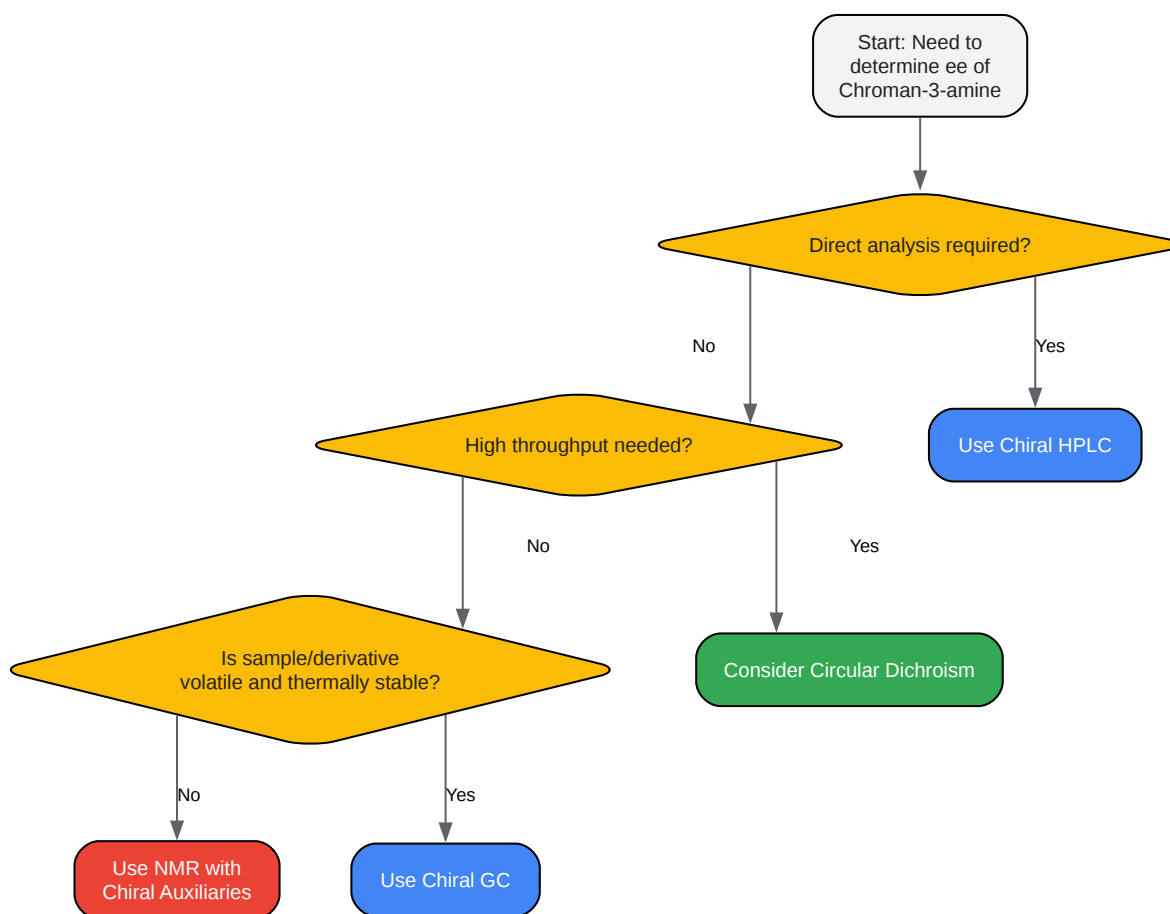 Start: Need to
determine ee of
Chroman-3-amine
Direct analysis required?
No
Yes
High throughput needed?
Use Chiral HPLC
No
Yes
Is sample/derivative
volatile and thermally stable?
Consider Circular Dichroism
No
Yes
Use NMR with
Chiral Auxiliaries
Use Chiral GC